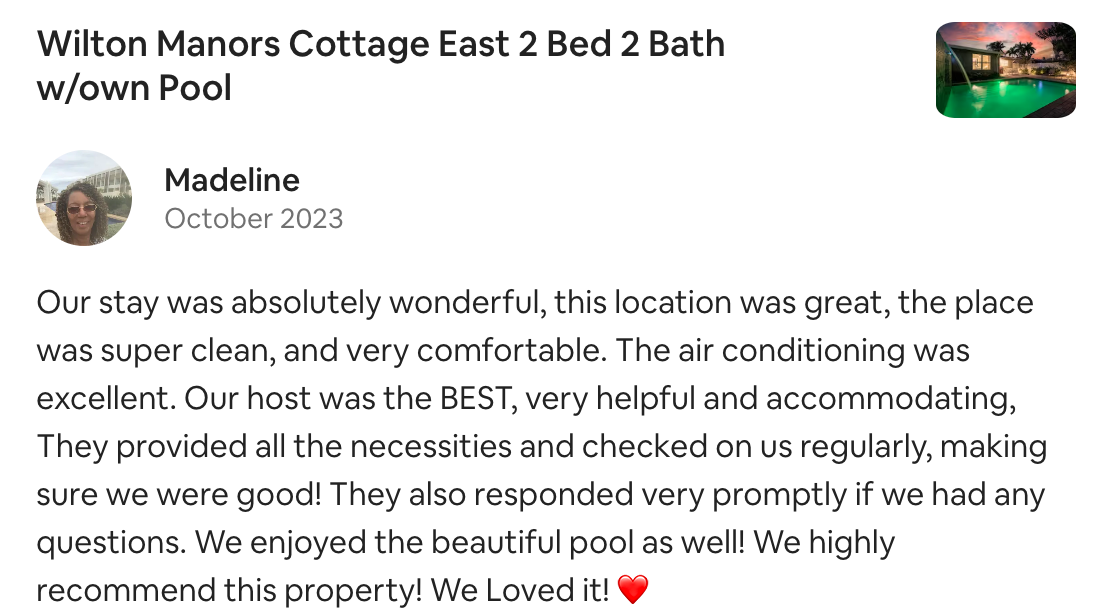 Wilton Manors Cottage East 2 Bed 2 Bath
w/own Pool
Madeline
October 2023
Our stay was absolutely wonderful, this location was great, the place
was super clean, and very comfortable. The air conditioning was
excellent. Our host was the BEST, very helpful and accommodating,
They provided all the necessities and checked on us regularly, making
sure we were good! They also responded very promptly if we had any
questions. We enjoyed the beautiful pool as well! We highly
recommend this property! We Loved it! ❤️